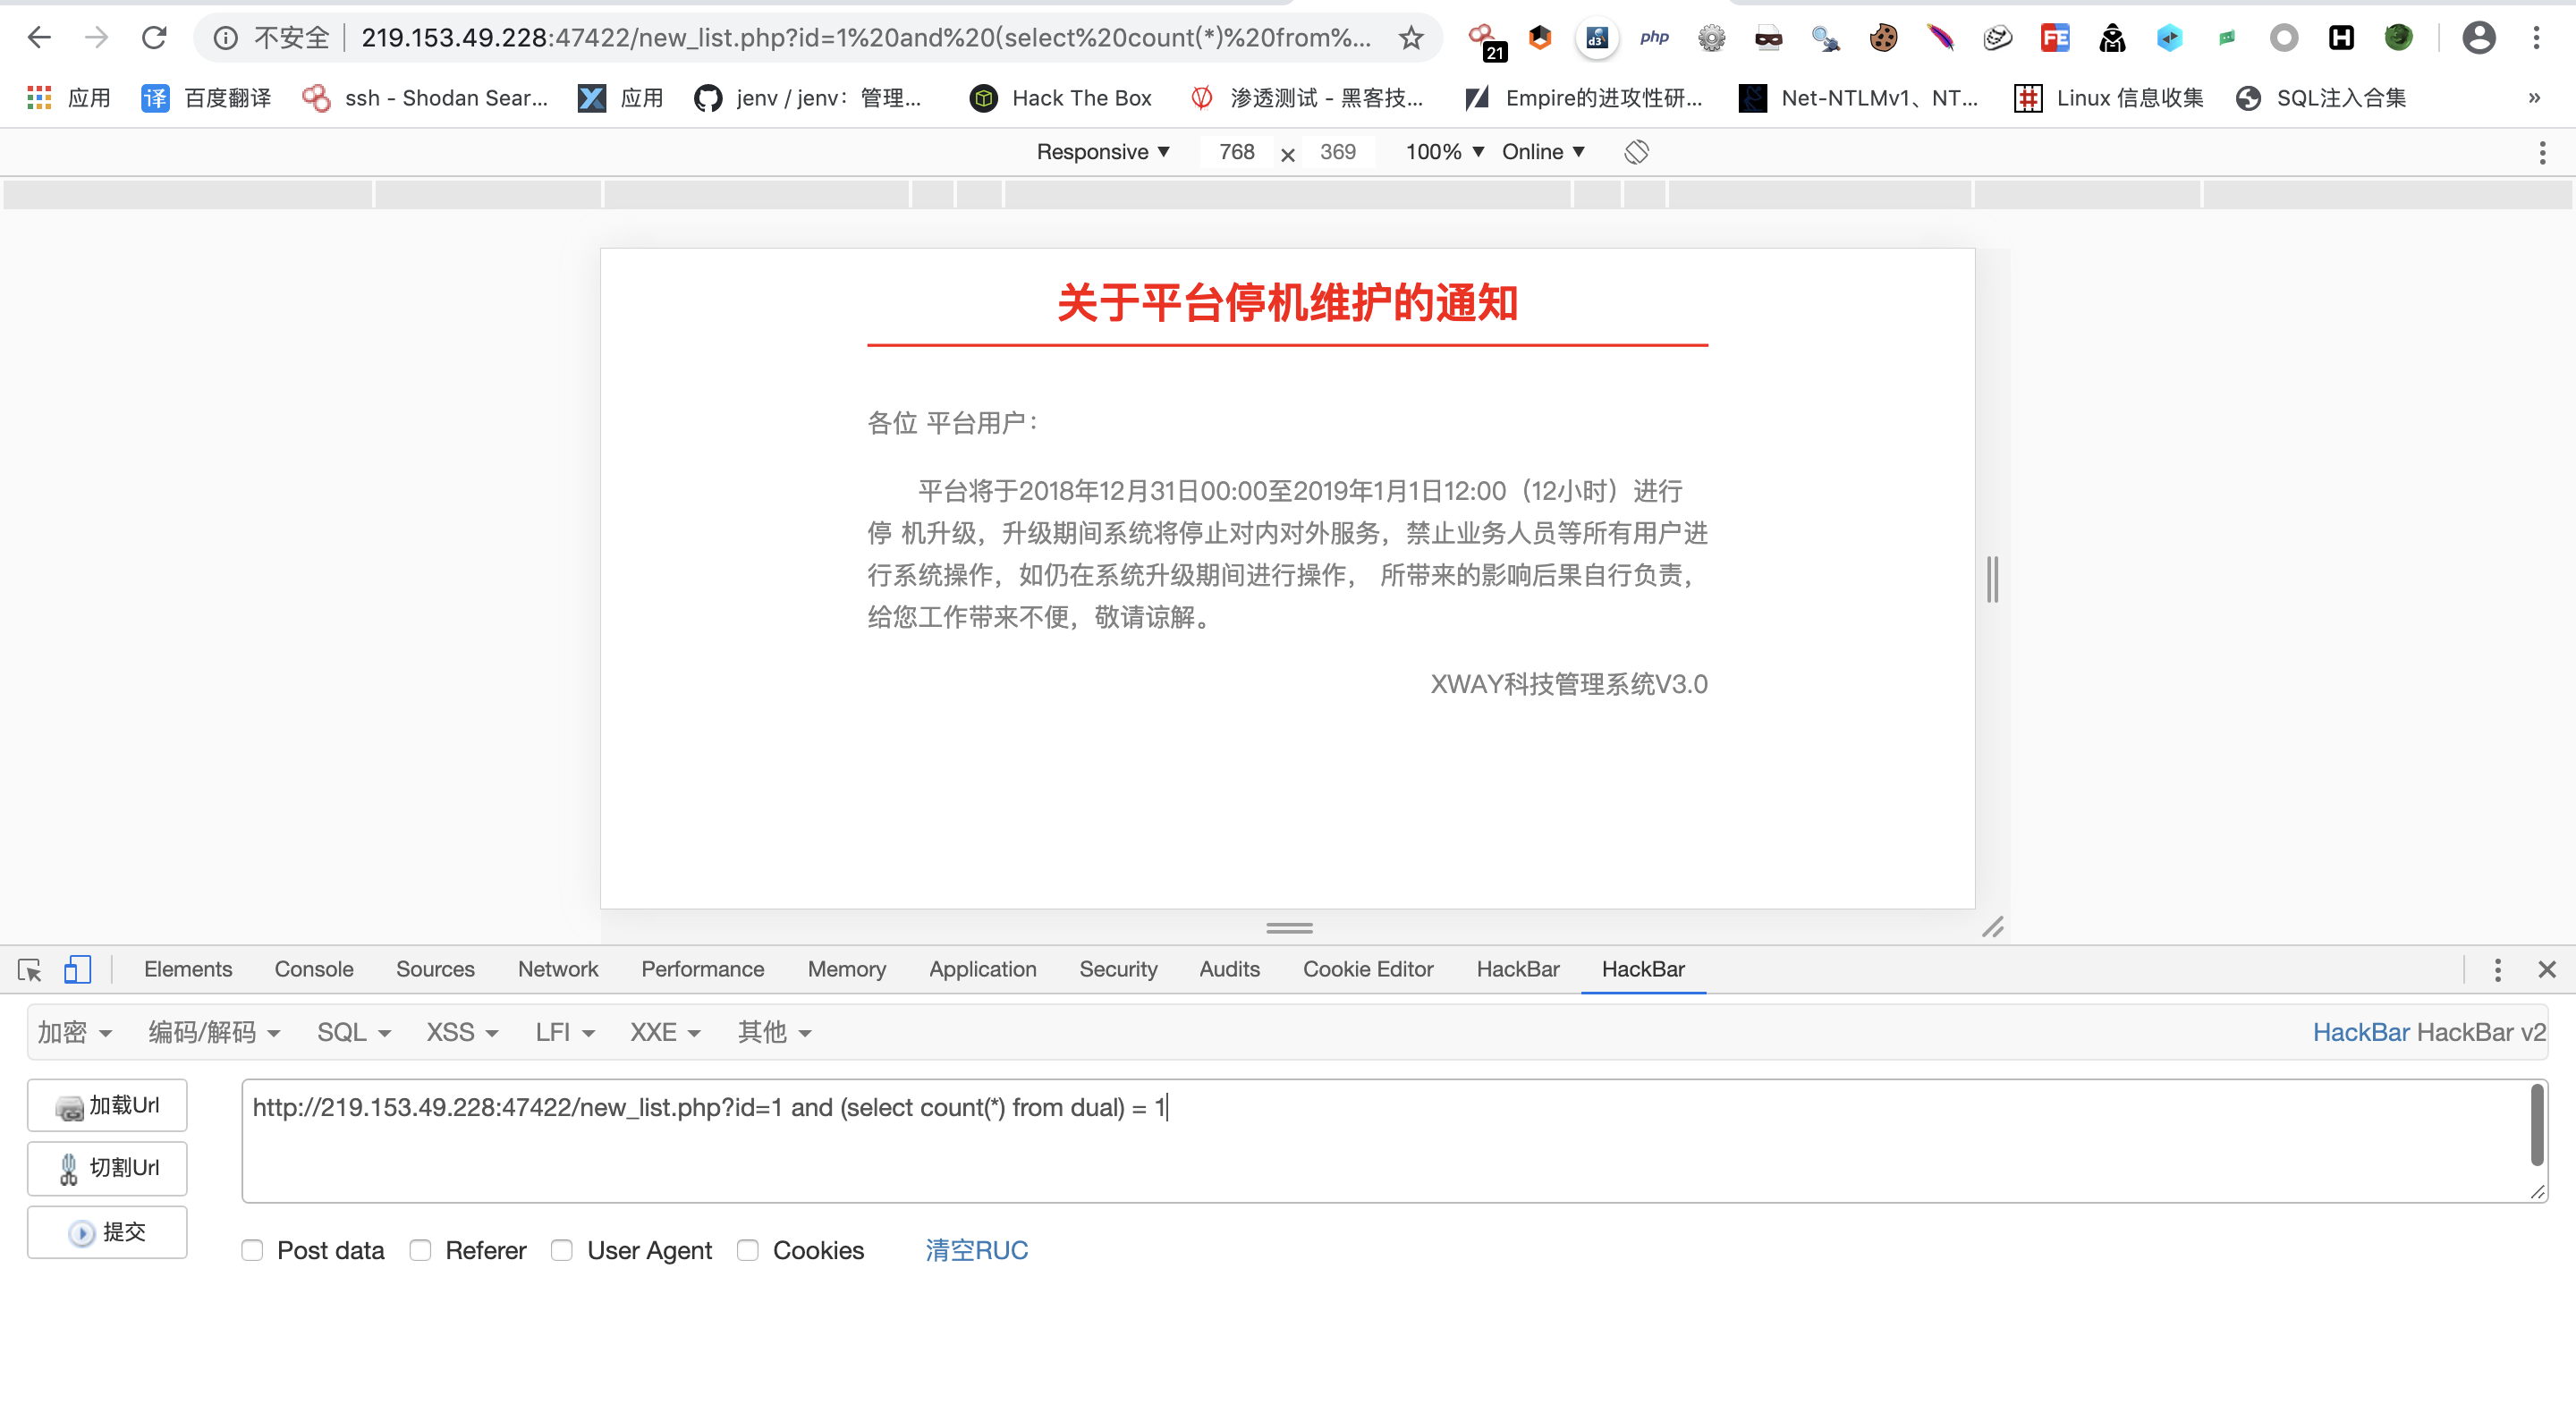 不安全 219.153.49.228:47422/new_list.php?id=1%20and%20(select%20count(*)%20from%...
21 d3 php FE H
应用 译 百度翻译 ssh - Shodan Sear... 应用 jenv / jenv：管理... Hack The Box 渗透测试 - 黑客技... Empire的进攻性研... Net-NTLMv1、NT... Linux 信息收集 SQL注入合集 »
Responsive ▼ 768 × 369 100% ▼ Online ▼
关于平台停机维护的通知
各位 平台用户：
平台将于2018年12月31日00:00至2019年1月1日12:00（12小时）进行
停 机升级，升级期间系统将停止对内对外服务，禁止业务人员等所有用户进
行系统操作，如仍在系统升级期间进行操作， 所带来的影响后果自行负责，
给您工作带来不便，敬请谅解。
XWAY科技管理系统V3.0
Elements Console Sources Network Performance Memory Application Security Audits Cookie Editor HackBar HackBar
加密 编码/解码 SQL XSS LFI XXE 其他 HackBar HackBar v2
加载Url
http://219.153.49.228:47422/new_list.php?id=1 and (select count(*) from dual) = 1
切割Url
提交
Post data Referer User Agent Cookies 清空RUC